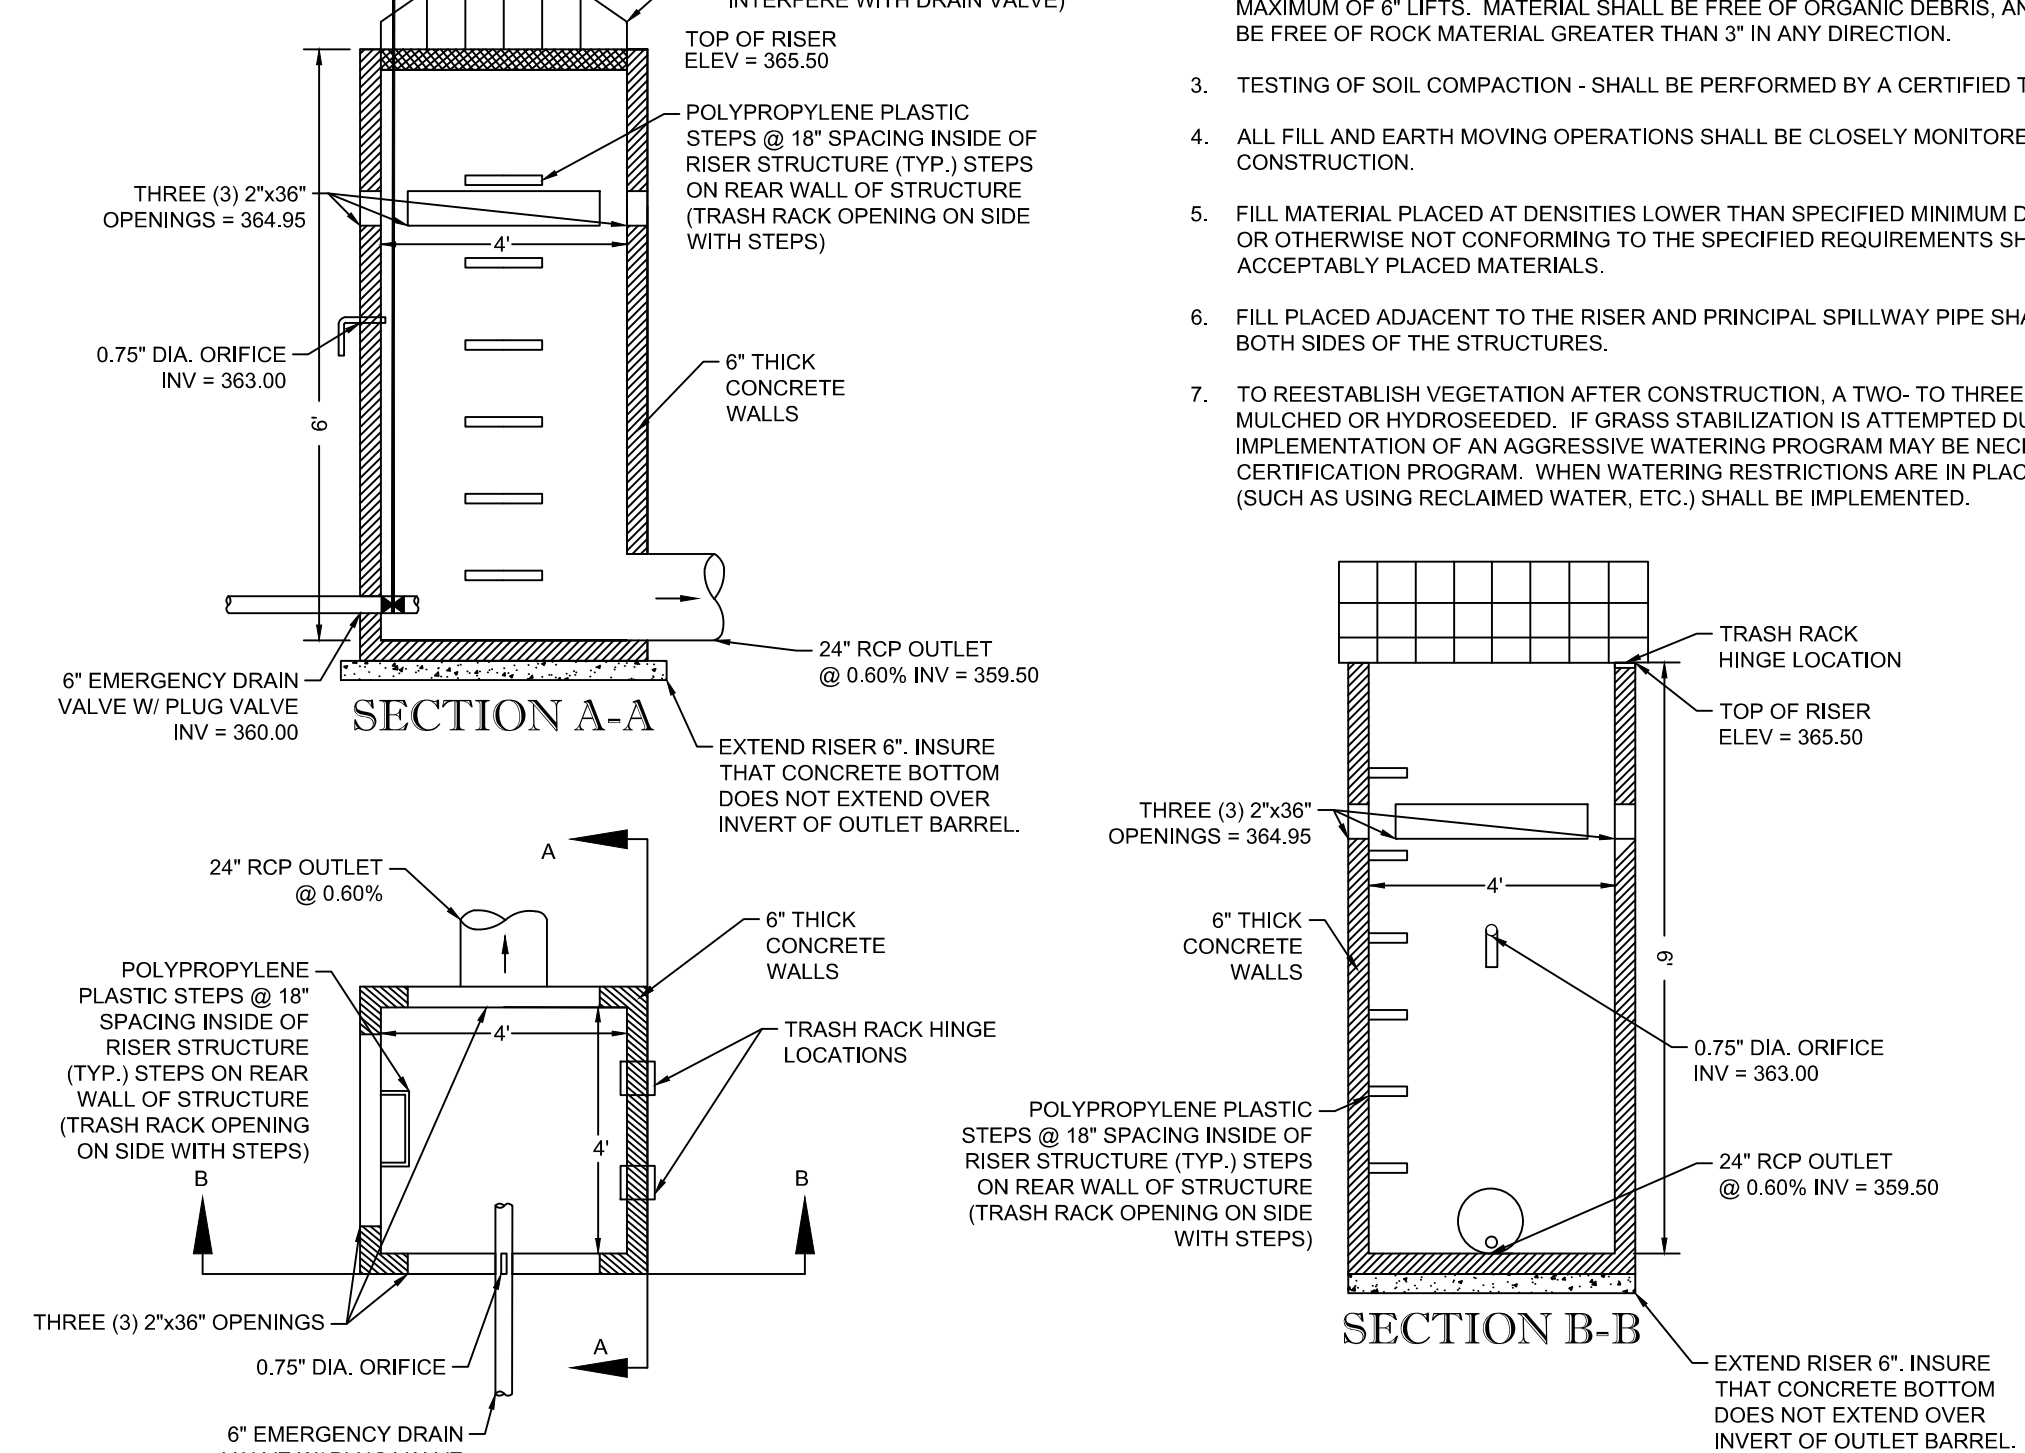 INTERFERE WITH DRAIN VALVE)
TOP OF RISER
ELEV = 365.50
POLYPROPYLENE PLASTIC
STEPS @ 18" SPACING INSIDE OF
RISER STRUCTURE (TYP.) STEPS
ON REAR WALL OF STRUCTURE
(TRASH RACK OPENING ON SIDE
WITH STEPS)
THREE (3) 2"x36"
OPENINGS = 364.95
4'
0.75" DIA. ORIFICE
INV = 363.00
6'
6" THICK
CONCRETE
WALLS
24" RCP OUTLET
@ 0.60% INV = 359.50
6" EMERGENCY DRAIN
VALVE W/ PLUG VALVE
INV = 360.00
SECTION A-A
EXTEND RISER 6". INSURE
THAT CONCRETE BOTTOM
DOES NOT EXTEND OVER
INVERT OF OUTLET BARREL.
MAXIMUM OF 6" LIFTS. MATERIAL SHALL BE FREE OF ORGANIC DEBRIS,
BE FREE OF ROCK MATERIAL GREATER THAN 3" IN ANY DIRECTION.
3. TESTING OF SOIL COMPACTION - SHALL BE PERFORMED BY A CERTIFIED
4. ALL FILL AND EARTH MOVING OPERATIONS SHALL BE CLOSELY MONITORE
CONSTRUCTION.
5. FILL MATERIAL PLACED AT DENSITIES LOWER THAN SPECIFIED MINIMUM
OR OTHERWISE NOT CONFORMING TO THE SPECIFIED REQUIREMENTS
ACCEPTABLY PLACED MATERIALS.
6. FILL PLACED ADJACENT TO THE RISER AND PRINCIPAL SPILLWAY PIPE
BOTH SIDES OF THE STRUCTURES.
7. TO REESTABLISH VEGETATION AFTER CONSTRUCTION, A TWO- TO THREE
MULCHED OR HYDROSEEDED. IF GRASS STABILIZATION IS ATTEMPTED
IMPLEMENTATION OF AN AGGRESSIVE WATERING PROGRAM MAY BE
CERTIFICATION PROGRAM. WHEN WATERING RESTRICTIONS ARE IN PLAC
(SUCH AS USING RECLAIMED WATER, ETC.) SHALL BE IMPLEMENTED.
A
24" RCP OUTLET
@ 0.60%
6" THICK
CONCRETE
WALLS
POLYPROPYLENE
PLASTIC STEPS @ 18"
SPACING INSIDE OF
RISER STRUCTURE
(TYP.) STEPS ON REAR
WALL OF STRUCTURE
(TRASH RACK OPENING
ON SIDE WITH STEPS)
4'
TRASH RACK HINGE
LOCATIONS
4'
B
B
THREE (3) 2"x36" OPENINGS
A
0.75" DIA. ORIFICE
6" EMERGENCY DRAIN
TRASH RACK
HINGE LOCATION
TOP OF RISER
ELEV = 365.50
THREE (3) 2"x36"
OPENINGS = 364.95
4'
6" THICK
CONCRETE
WALLS
6'
0.75" DIA. ORIFICE
INV = 363.00
POLYPROPYLENE PLASTIC
STEPS @ 18" SPACING INSIDE OF
RISER STRUCTURE (TYP.) STEPS
ON REAR WALL OF STRUCTURE
(TRASH RACK OPENING ON SIDE
WITH STEPS)
24" RCP OUTLET
@ 0.60% INV = 359.50
SECTION B-B
EXTEND RISER 6". INSURE
THAT CONCRETE BOTTOM
DOES NOT EXTEND OVER
INVERT OF OUTLET BARREL.